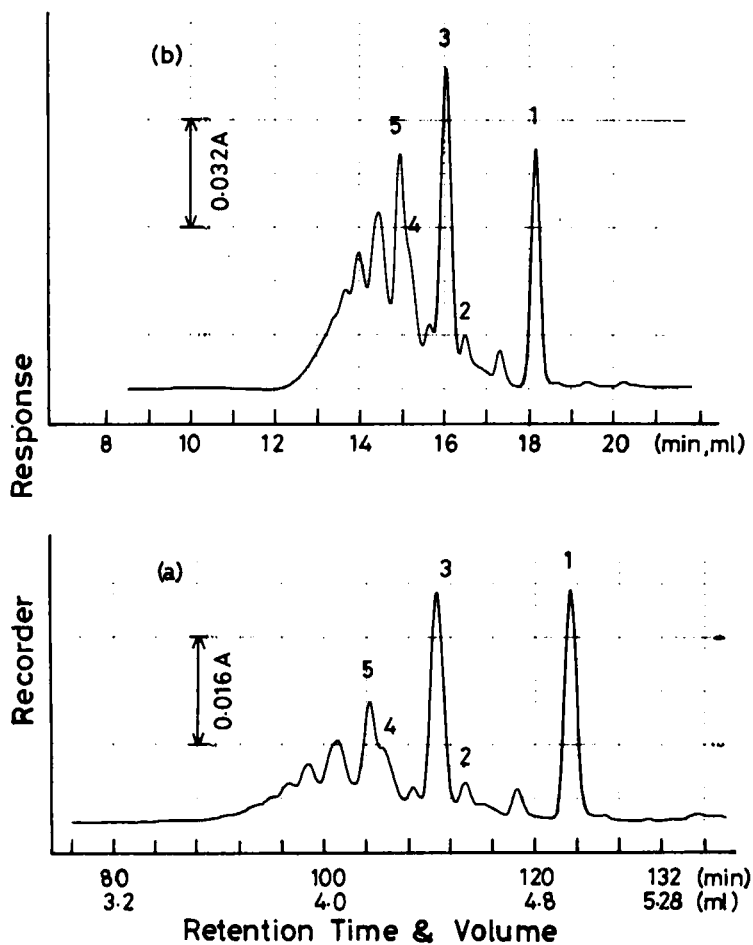 (b)
3
5
1
0·032A
4
2
8 10 12 14 16 18 20 (min,ml)
Response
(a)
3
1
5
0·016A
4
2
80 100 120 132 (min)
3.2 4·0 4·8 5·28 (ml)
Recorder
Retention Time & Volume